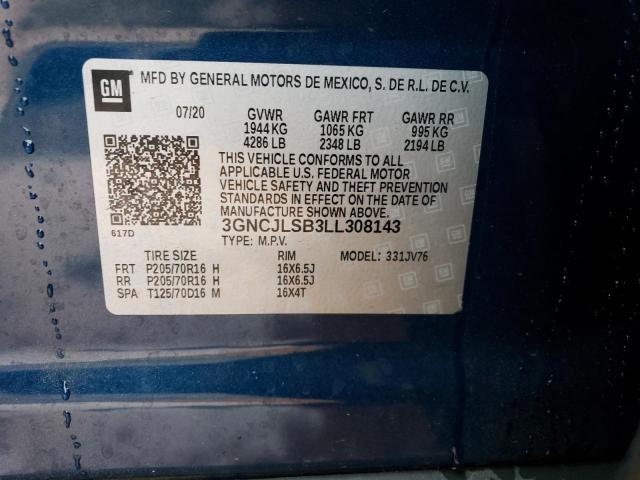 GM
MFD BY GENERAL MOTORS DE MEXICO, S. DE R.L. DE C.V.
07/20 GVWR GAWR FRT GAWR RR
1944 KG 1065 KG 995 KG
4286 LB 2348 LB 2194 LB
THIS VEHICLE CONFORMS TO ALL
APPLICABLE U.S. FEDERAL MOTOR
VEHICLE SAFETY AND THEFT PREVENTION
STANDARDS IN EFFECT ON THE DATE OF
MANUFACTURE SHOWN ABOVE.
617D 3GNCJLSB3LL308143
TYPE: M.P.V.
TIRE SIZE RIM MODEL: 331JV76
FRT P205/70R16 H 16X6.5J
RR P205/70R16 H 16X6.5J
SPA T125/70D16 M 16X4T